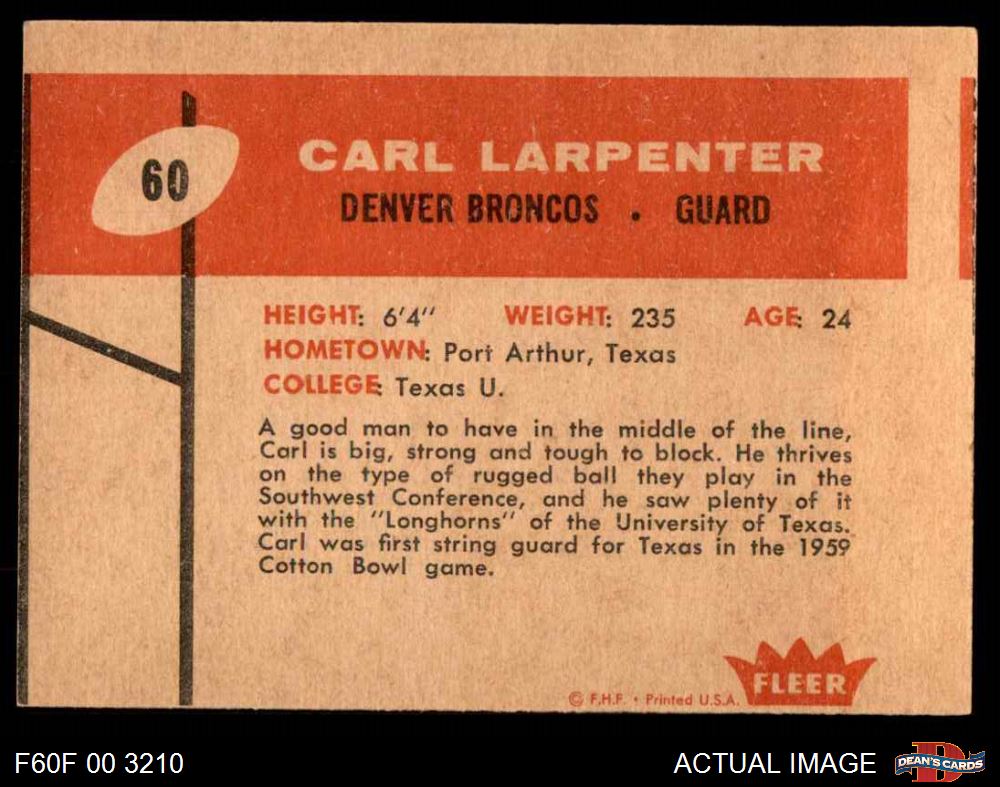 60
CARL LARPENTER
DENVER BRONCOS . GUARD
HEIGHT: 6'4" WEIGHT: 235 AGE: 24
HOMETOWN: Port Arthur, Texas
COLLEGE: Texas U.
A good man to have in the middle of the line,
Carl is big, strong and tough to block. He thrives
on the type of rugged ball they play in the
Southwest Conference, and he saw plenty of it
with the "Longhorns" of the University of Texas.
Carl was first string guard for Texas in the 1959
Cotton Bowl game.
FLEER
© F.H.F. • Printed U.S.A.
F60F 00 3210
ACTUAL IMAGE
D
DEAN'S CARDS